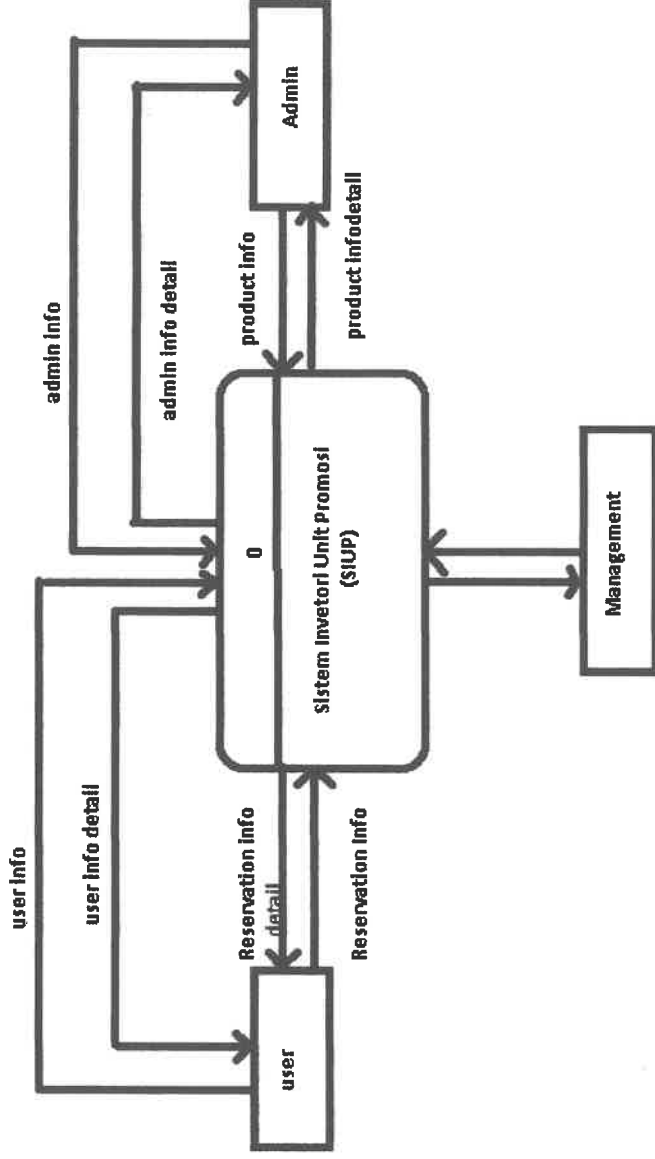 user info
user info detail
admin info
admin info detail
user
Reservation info
detail
Reservation info
0
Sistem Invetori Unit Promosi
(SIUP)
product info
product infodetail
Admin
Management